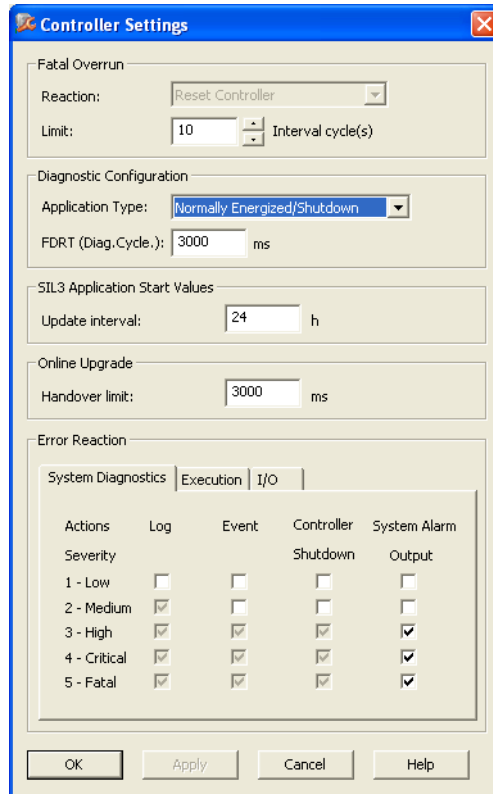 Controller Settings
Fatal Overrun
Reaction: Reset Controller
Limit: 10 Interval cycle(s)
Diagnostic Configuration
Application Type: Normally Energized/Shutdown
FDRT (Diag.Cycle.): 3000 ms
SIL3 Application Start Values
Update interval: 24 h
Online Upgrade
Handover limit: 3000 ms
Error Reaction
System Diagnostics Execution I/O
Actions Log Event Controller System Alarm
Severity Shutdown Output
1 - Low
2 - Medium
3 - High
4 - Critical
5 - Fatal
OK Apply Cancel Help